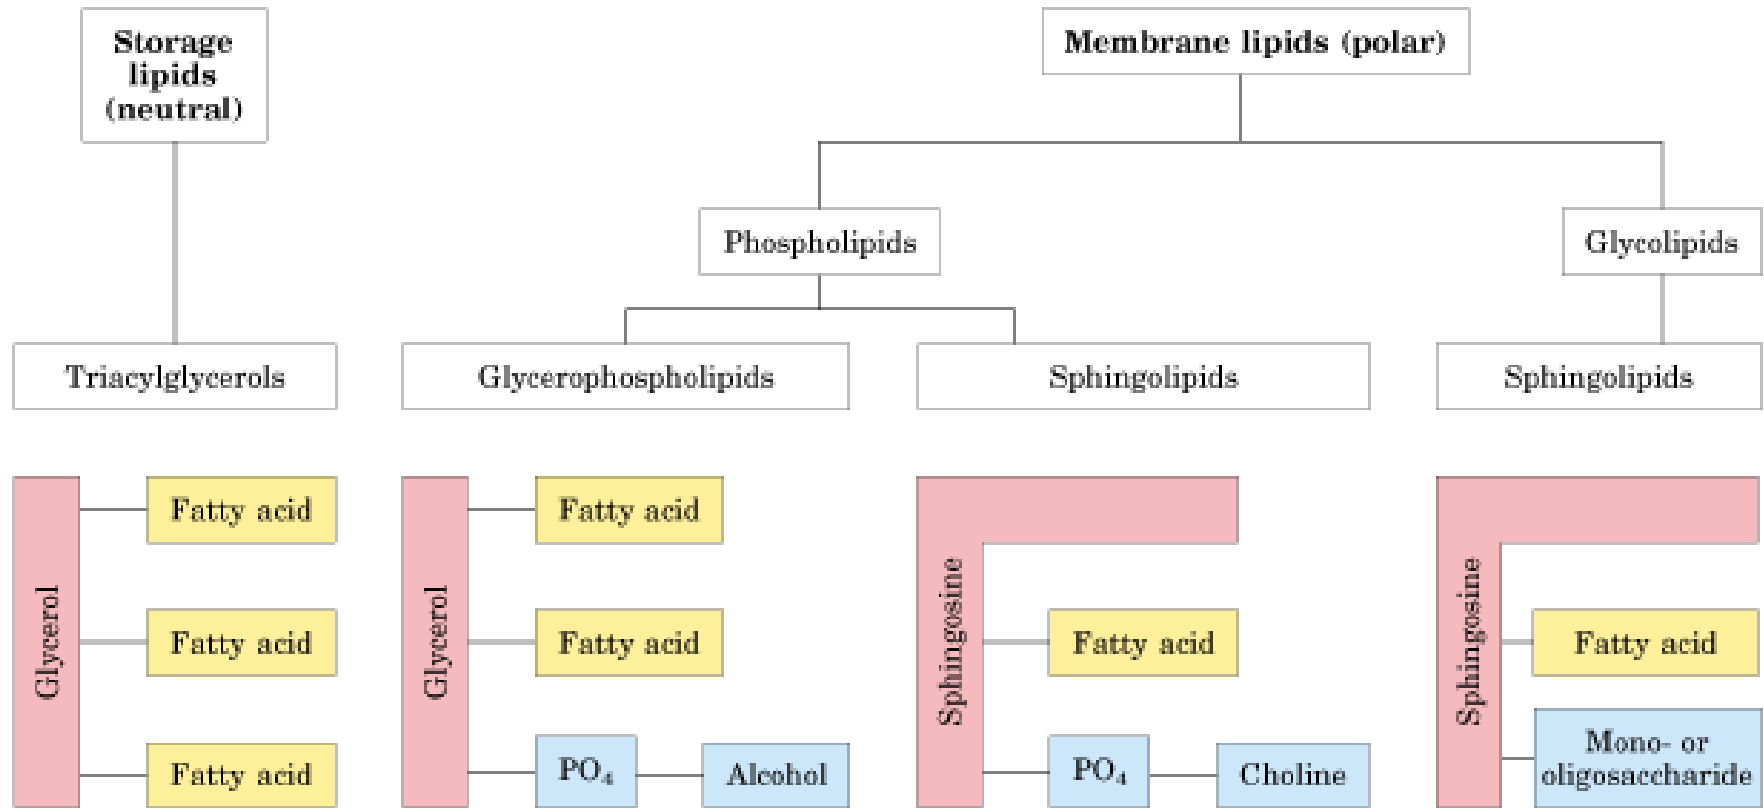 Storage
lipids
(neutral)
Membrane lipids (polar)
Phospholipids
Glycolipids
Triacylglycerols
Glycerophospholipids
Sphingolipids
Sphingolipids
Glycerol
Fatty acid
Fatty acid
Fatty acid
Glycerol
Fatty acid
Fatty acid
PO₄
Alcohol
Sphingosine
Fatty acid
PO₄
Choline
Sphingosine
Fatty acid
Mono- or
oligosaccharide